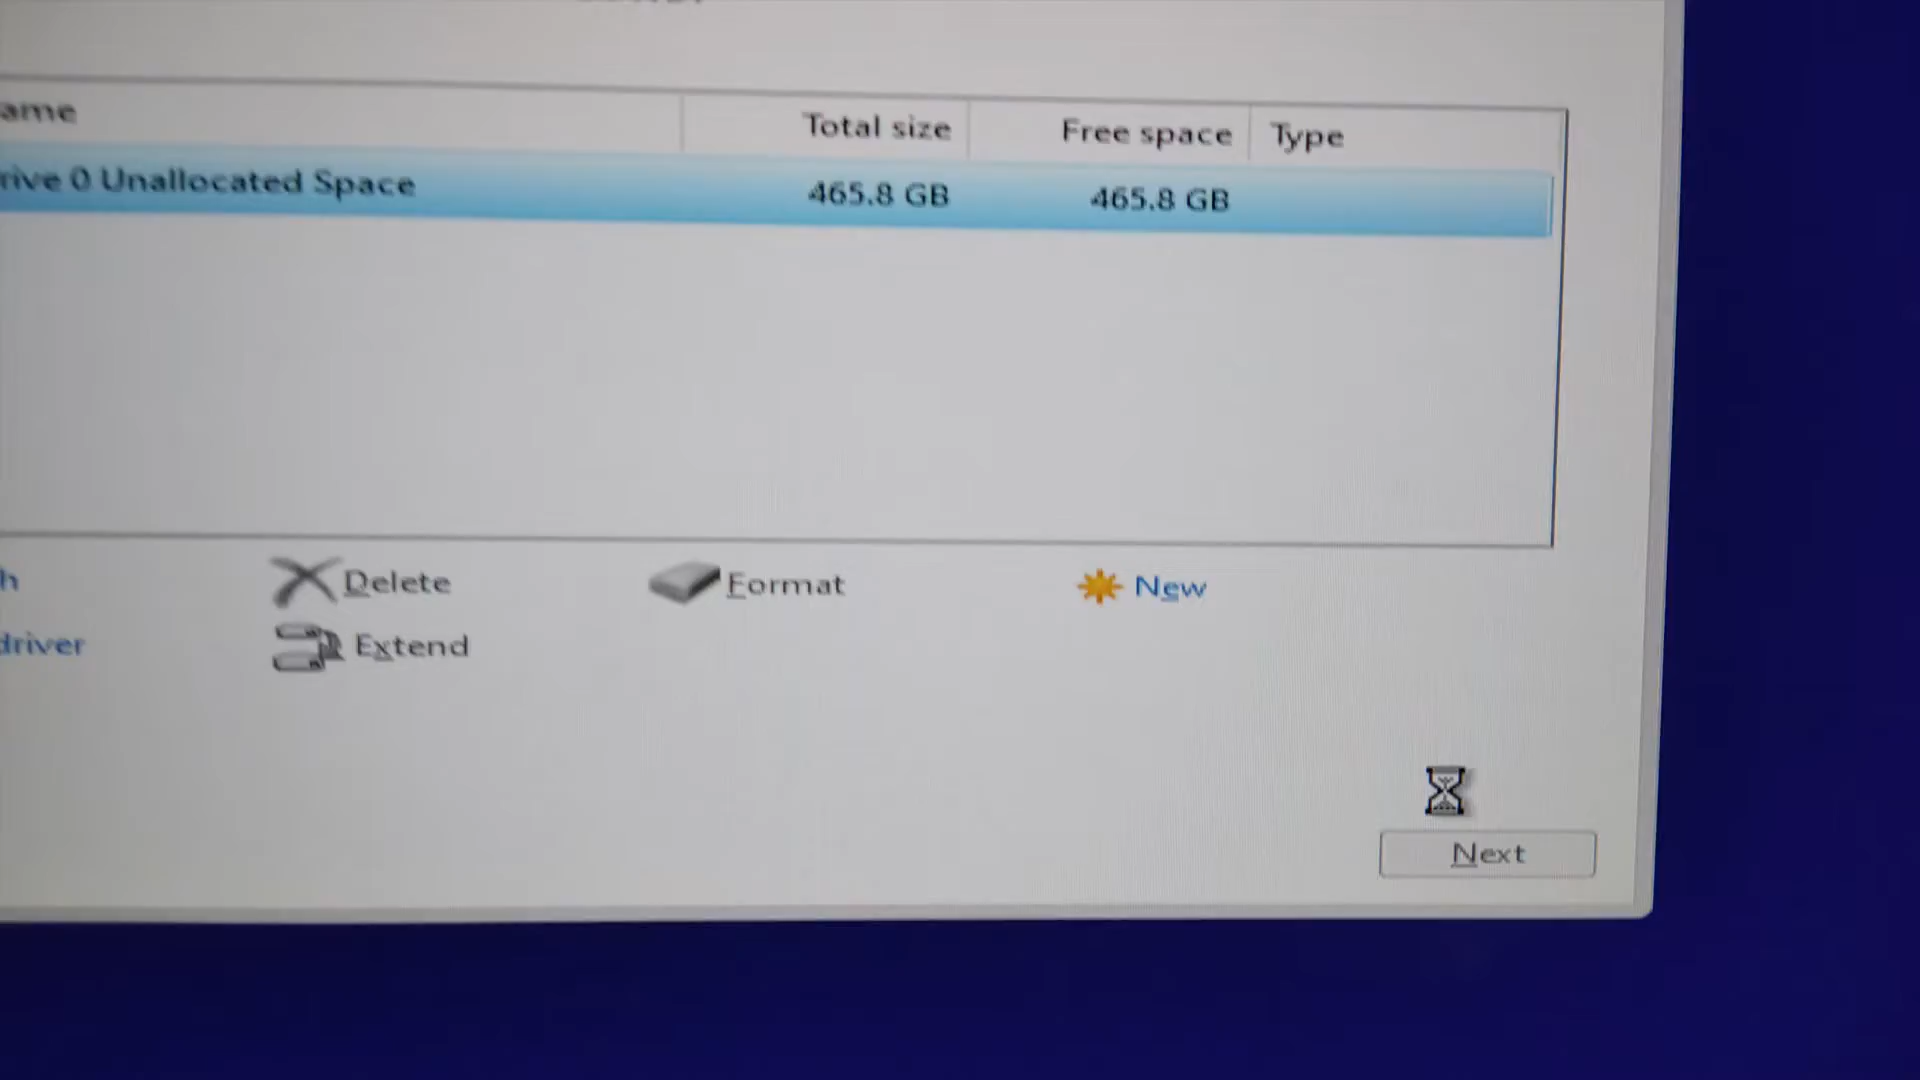 ame Total size Free space Type
rive 0 Unallocated Space 465.8 GB 465.8 GB
h Delete Format New
driver Extend
Next